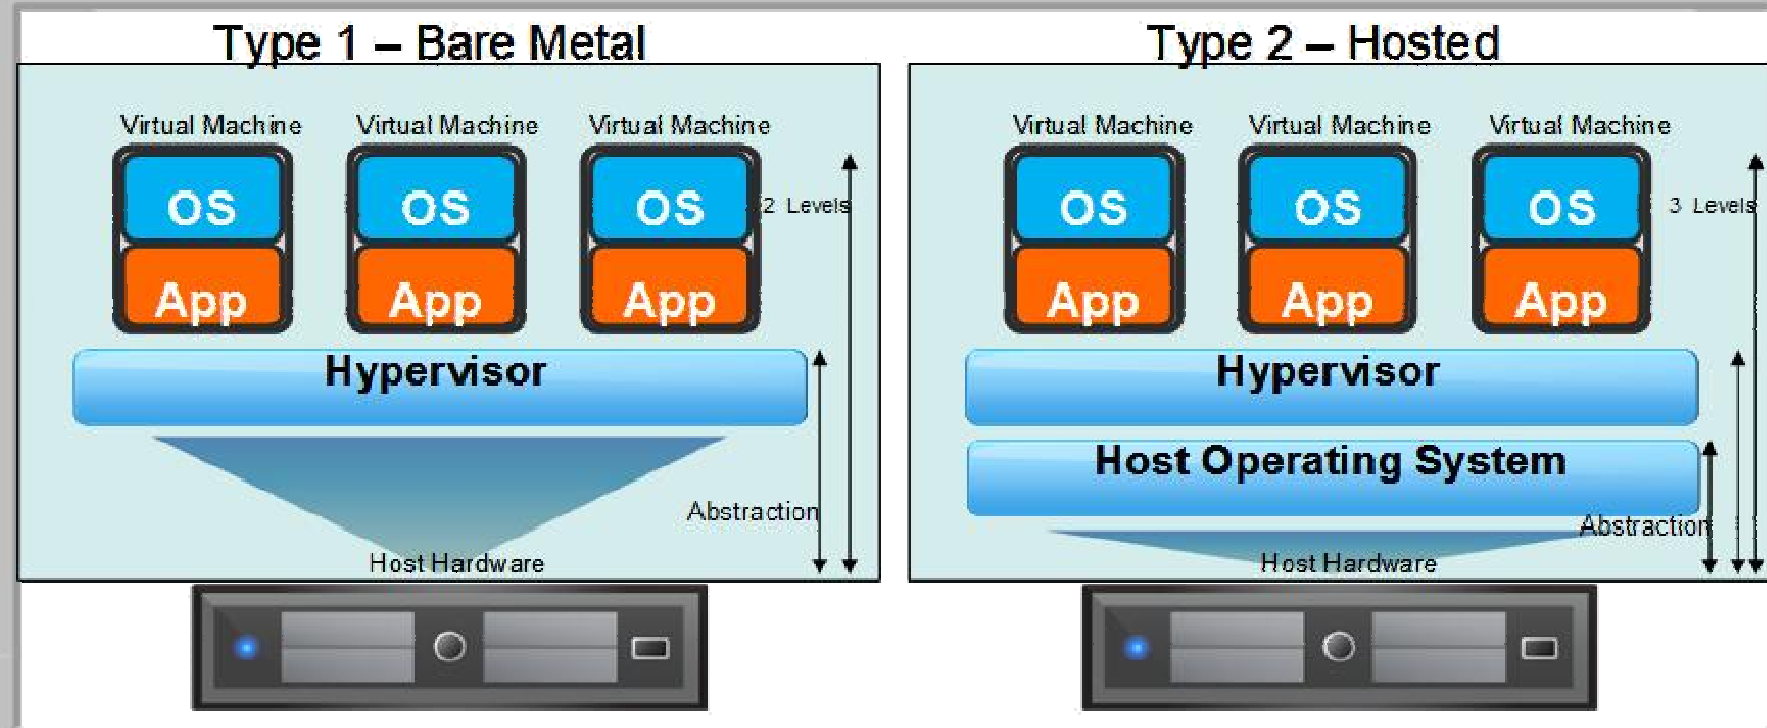 Type 1 – Bare Metal
Virtual Machine Virtual Machine Virtual Machine
OS OS OS
2 Levels
App App App
Hypervisor
Abstraction
Host Hardware
Type 2 – Hosted
Virtual Machine Virtual Machine Virtual Machine
OS OS OS
3 Levels
App App App
Hypervisor
Host Operating System
Abstraction
Host Hardware